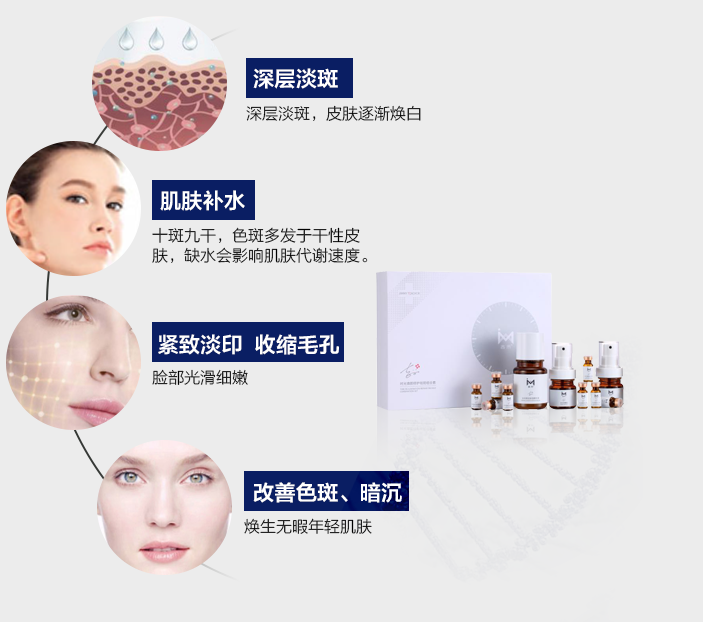 深层淡斑
深层淡斑，皮肤逐渐焕白
肌肤补水
十斑九干，色斑多发于干性皮
肤，缺水会影响肌肤代谢速度。
紧致淡印 收缩毛孔
脸部光滑细嫩
改善色斑、暗沉
焕生无暇年轻肌肤